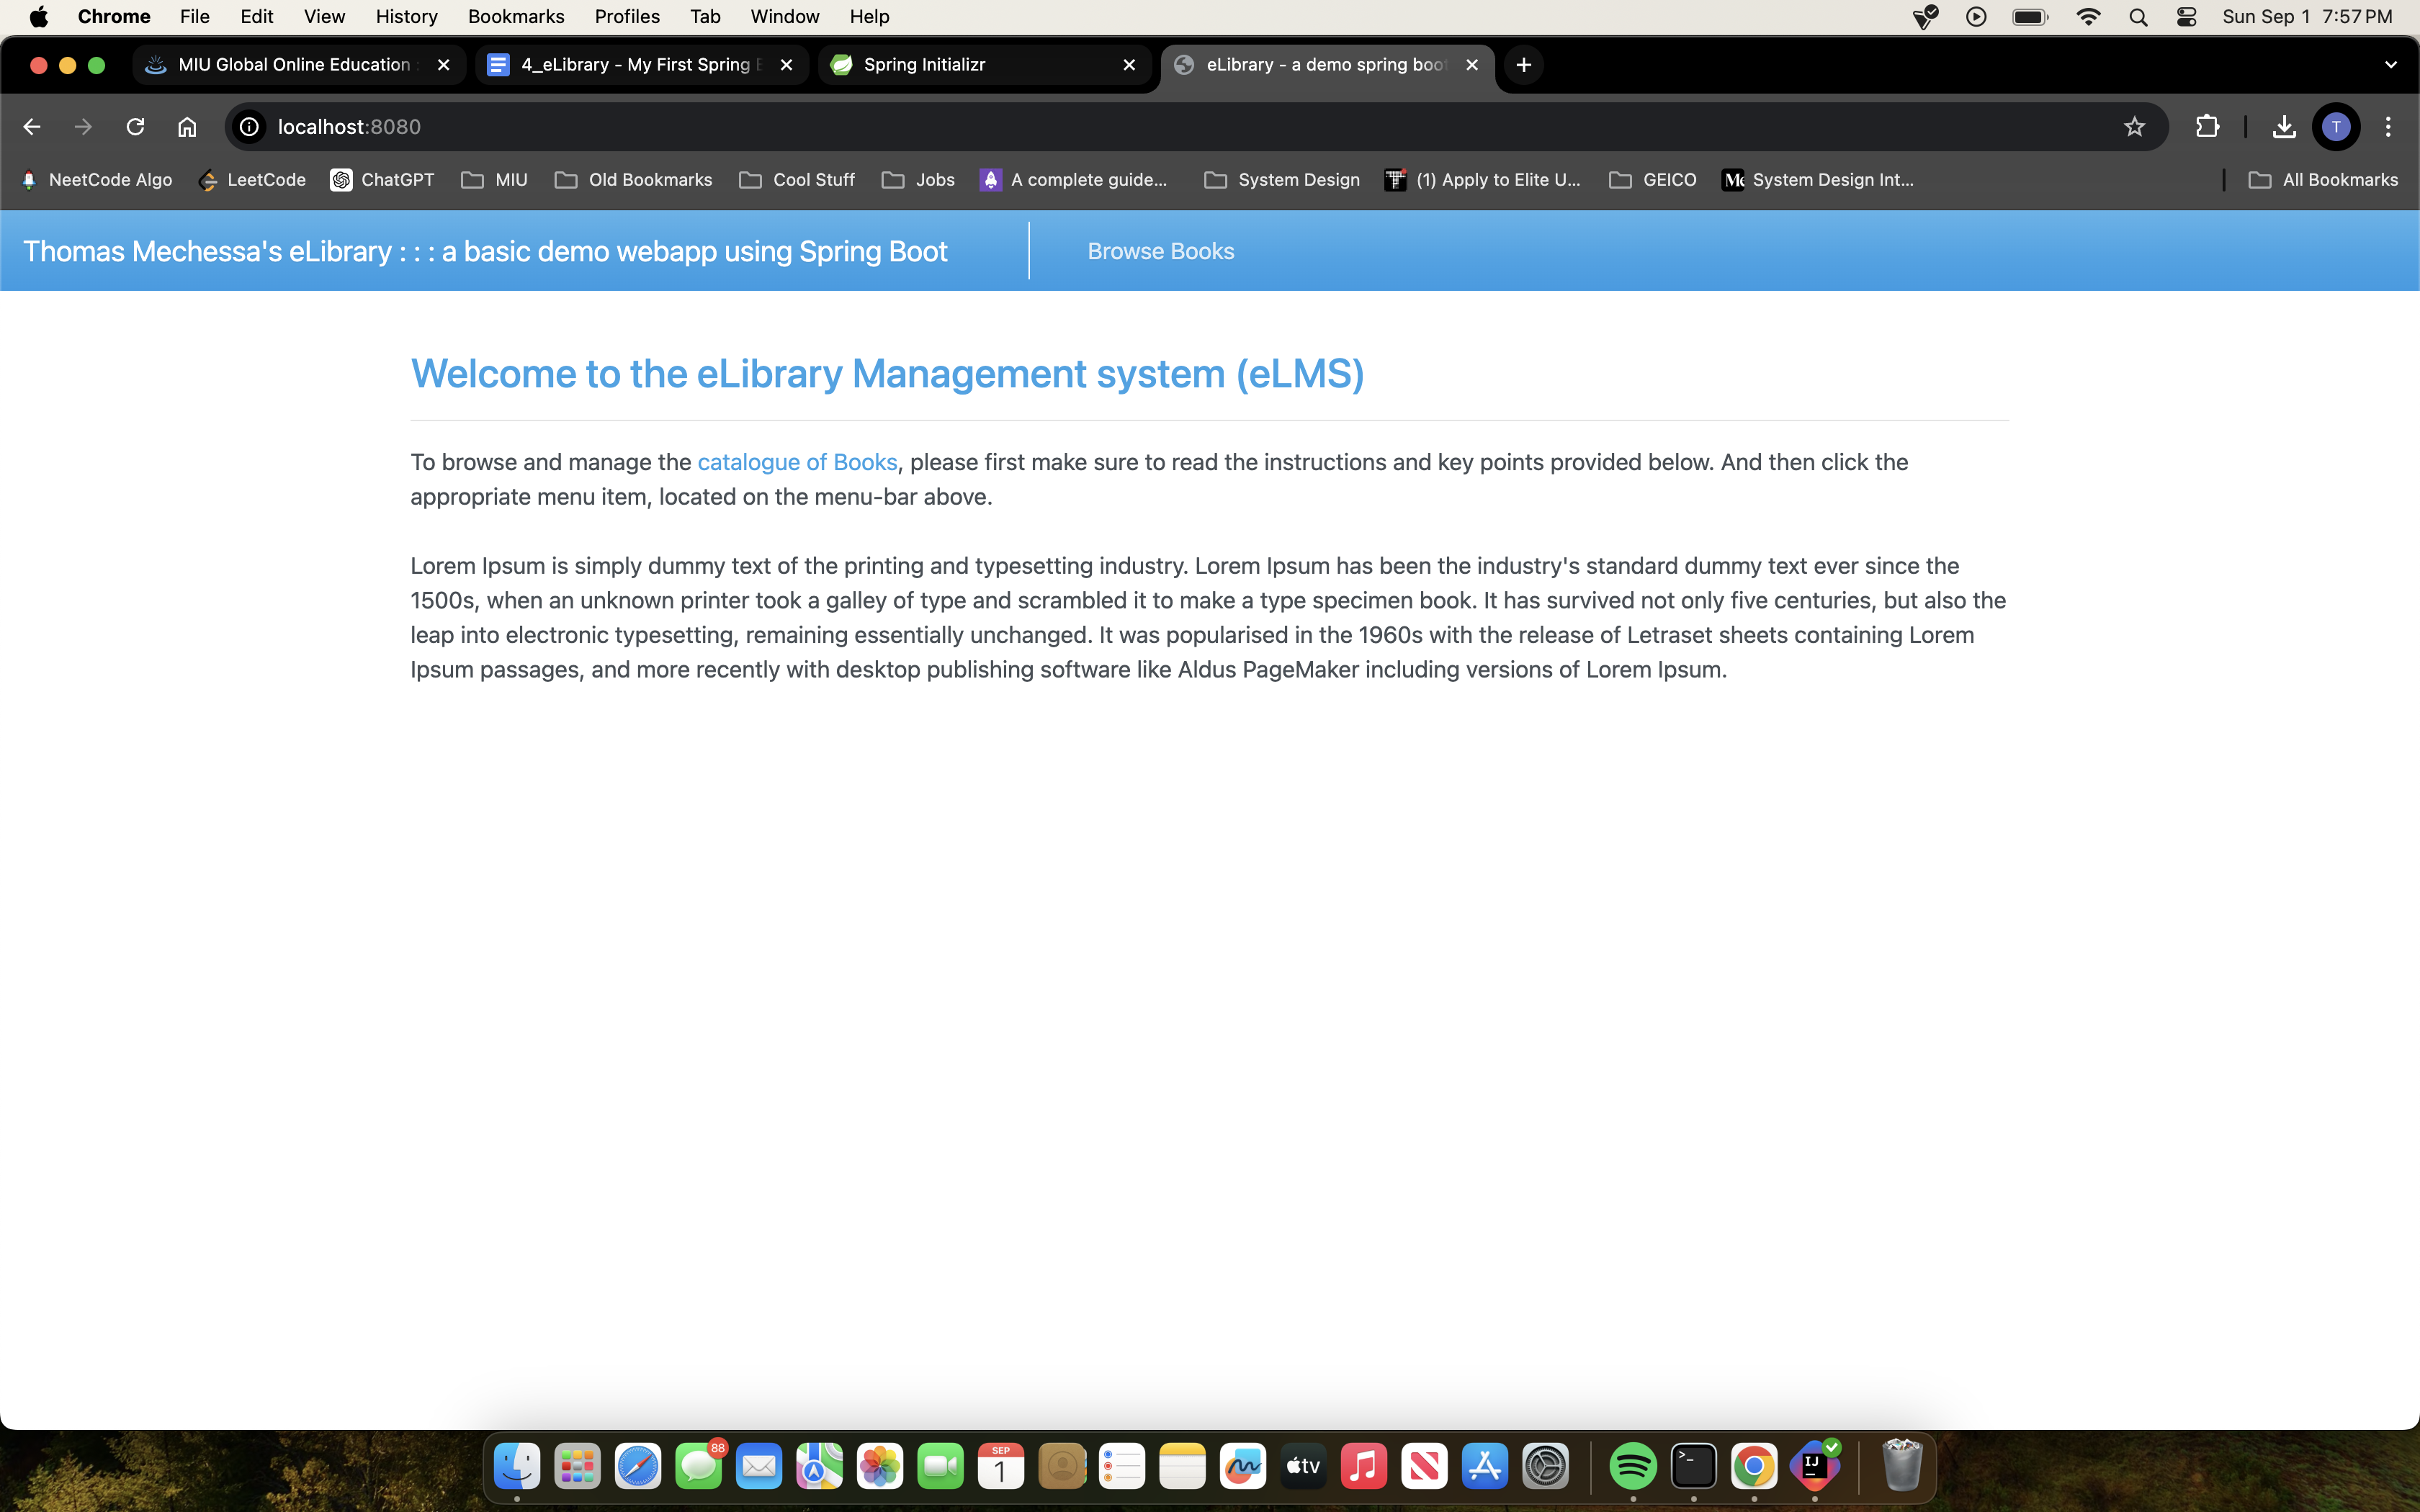 Chrome File Edit View History Bookmarks Profiles Tab Window Help Sun Sep 1 7:57 PM
MIU Global Online Education 4_eLibrary - My First Spring Spring Initializr eLibrary - a demo spring boot
localhost:8080 T
NeetCode Algo LeetCode ChatGPT MIU Old Bookmarks Cool Stuff Jobs A complete guide... System Design (1) Apply to Elite U... GEICO System Design Int... All Bookmarks
Thomas Mechessa's eLibrary : : : a basic demo webapp using Spring Boot Browse Books
Welcome to the eLibrary Management system (eLMS)
To browse and manage the catalogue of Books, please first make sure to read the instructions and key points provided below. And then click the
appropriate menu item, located on the menu-bar above.
Lorem Ipsum is simply dummy text of the printing and typesetting industry. Lorem Ipsum has been the industry's standard dummy text ever since the
1500s, when an unknown printer took a galley of type and scrambled it to make a type specimen book. It has survived not only five centuries, but also the
leap into electronic typesetting, remaining essentially unchanged. It was popularised in the 1960s with the release of Letraset sheets containing Lorem
Ipsum passages, and more recently with desktop publishing software like Aldus PageMaker including versions of Lorem Ipsum.
88 SEP 1 tv >_ IJ